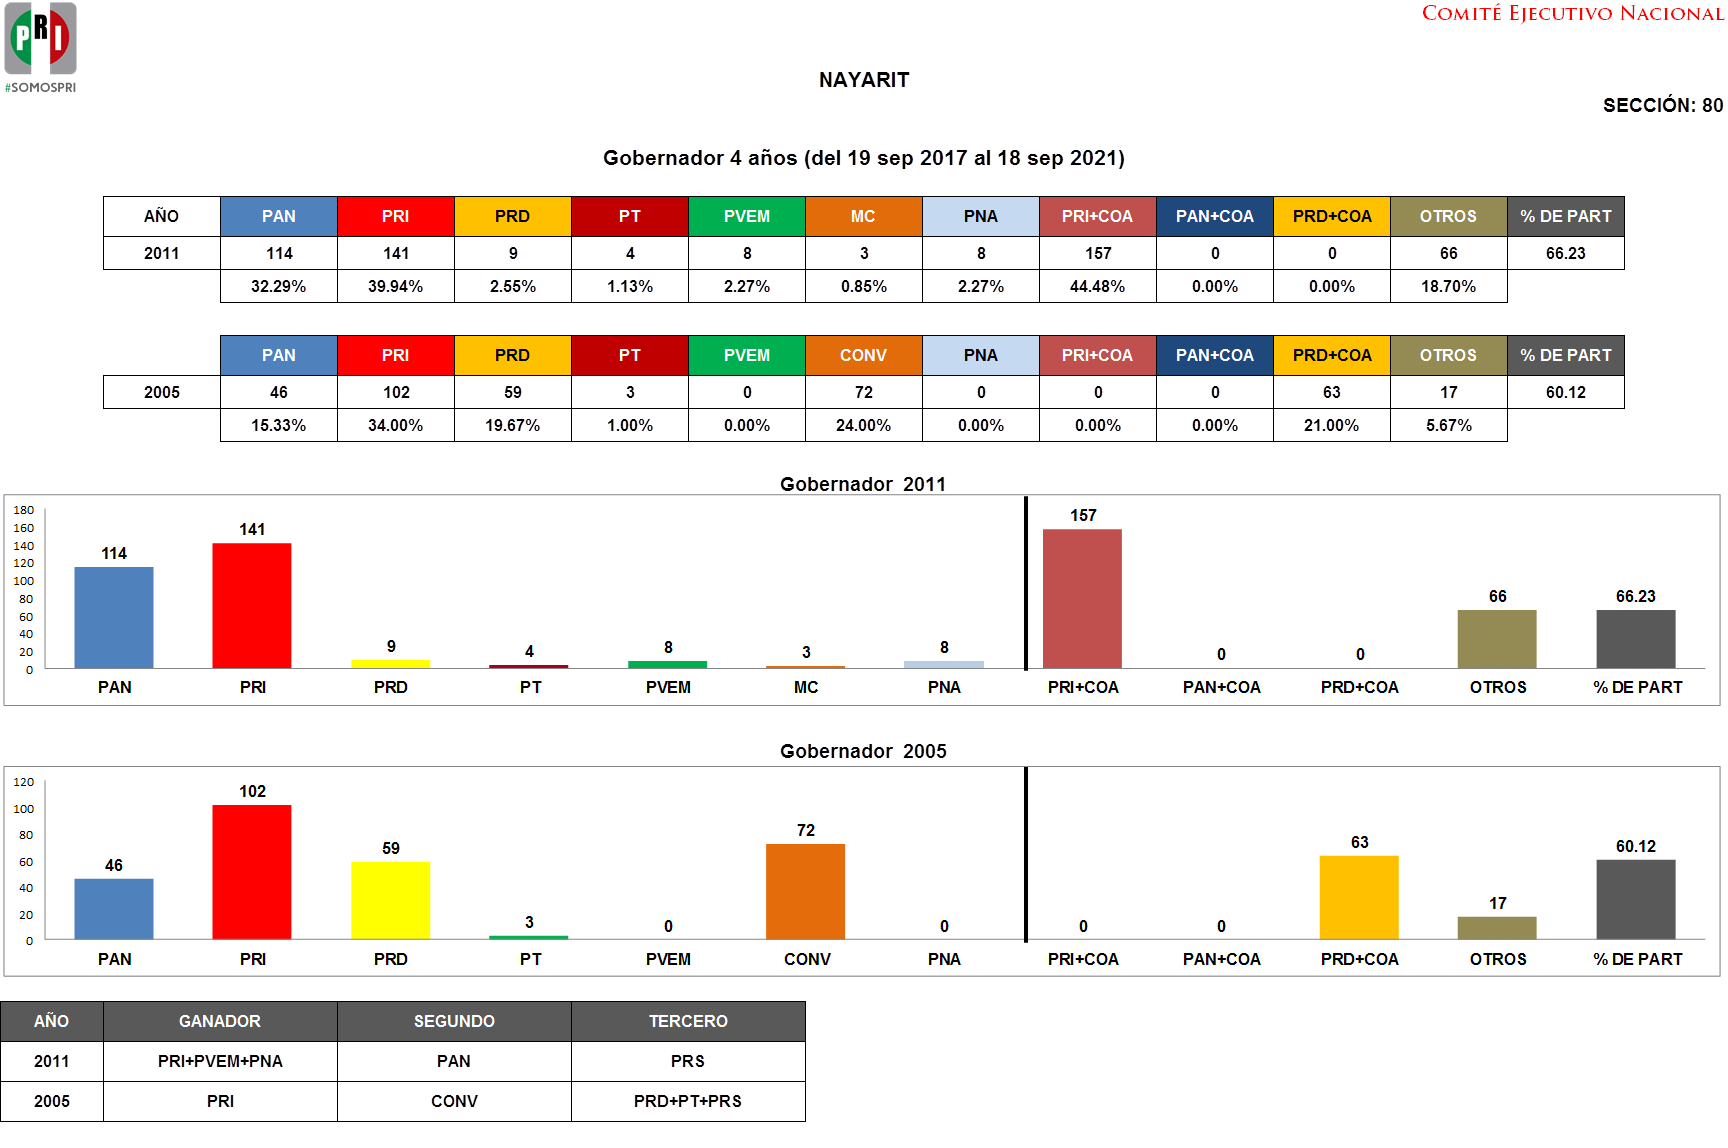 PRI
#SOMOSPRI
COMITÉ EJECUTIVO NACIONAL
NAYARIT
SECCIÓN: 80
Gobernador 4 años (del 19 sep 2017 al 18 sep 2021)
AÑO PAN PRI PRD PT PVEM MC PNA PRI+COA PAN+COA PRD+COA OTROS % DE PART
2011 114 141 9 4 8 3 8 157 0 0 66 66.23
32.29% 39.94% 2.55% 1.13% 2.27% 0.85% 2.27% 44.48% 0.00% 0.00% 18.70%
PAN PRI PRD PT PVEM CONV PNA PRI+COA PAN+COA PRD+COA OTROS % DE PART
2005 46 102 59 3 0 72 0 0 0 63 17 60.12
15.33% 34.00% 19.67% 1.00% 0.00% 24.00% 0.00% 0.00% 0.00% 21.00% 5.67%
Gobernador 2011
180
160
140
120
100
80
60
40
20
0
114 141 9 4 8 3 8 157 0 0 66 66.23
PAN PRI PRD PT PVEM MC PNA PRI+COA PAN+COA PRD+COA OTROS % DE PART
Gobernador 2005
120
100
80
60
40
20
0
46 102 59 3 0 72 0 0 0 63 17 60.12
PAN PRI PRD PT PVEM CONV PNA PRI+COA PAN+COA PRD+COA OTROS % DE PART
AÑO GANADOR SEGUNDO TERCERO
2011 PRI+PVEM+PNA PAN PRS
2005 PRI CONV PRD+PT+PRS